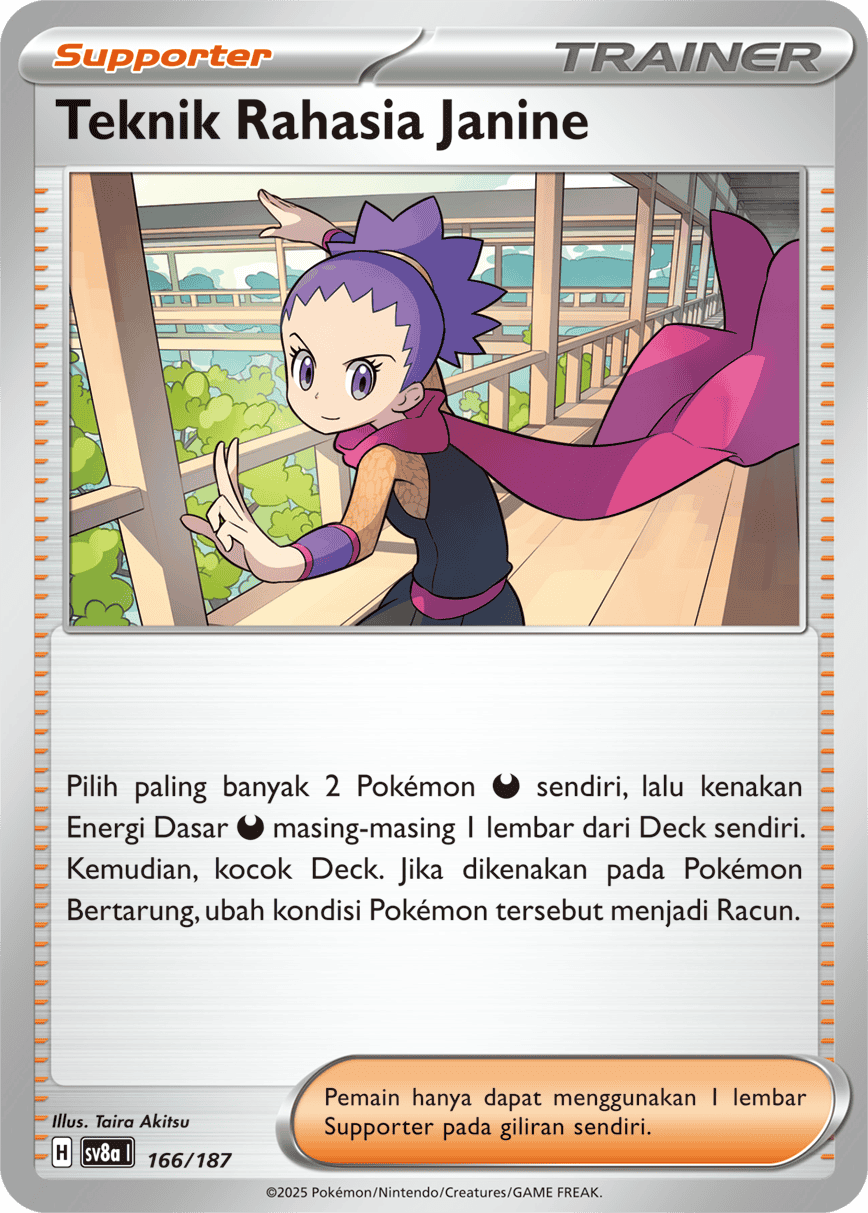 Supporter
TRAINER
Teknik Rahasia Janine
Pilih paling banyak 2 Pokémon sendiri, lalu kenakan
Energi Dasar masing-masing 1 lembar dari Deck sendiri.
Kemudian, kocok Deck. Jika dikenakan pada Pokémon
Bertarung, ubah kondisi Pokémon tersebut menjadi Racun.
Pemain hanya dapat menggunakan 1 lembar
Supporter pada giliran sendiri.
Illus. Taira Akitsu
H sv8a I 166/187
©2025 Pokémon/Nintendo/Creatures/GAME FREAK.